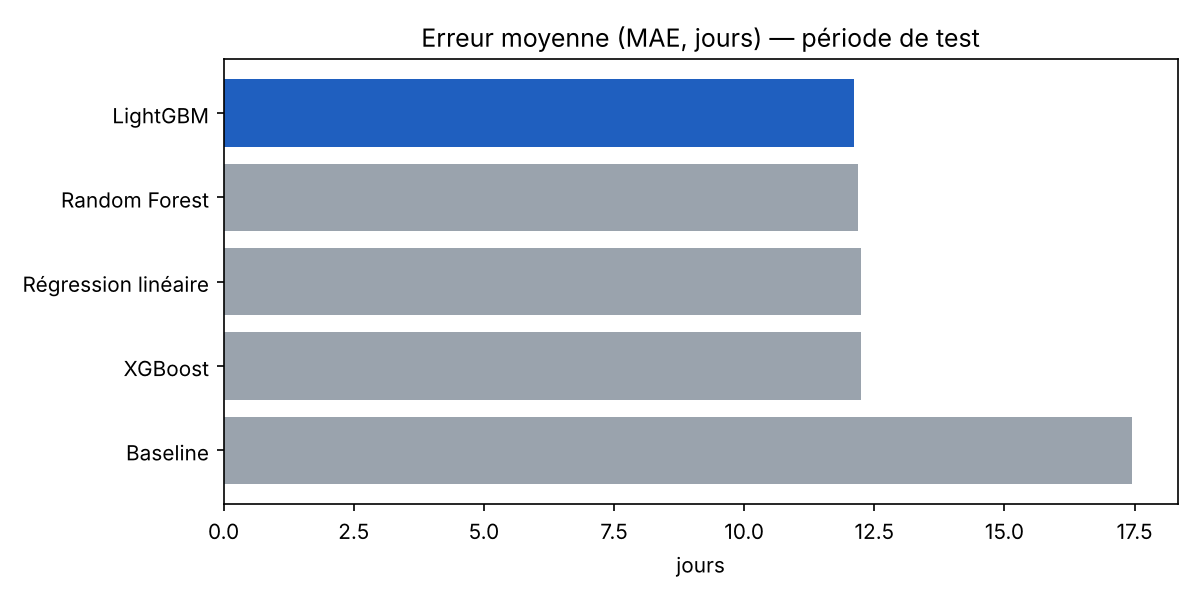 Erreur moyenne (MAE, jours) — période de test
LightGBM
Random Forest
Régression linéaire
XGBoost
Baseline
0.0 2.5 5.0 7.5 10.0 12.5 15.0 17.5
jours